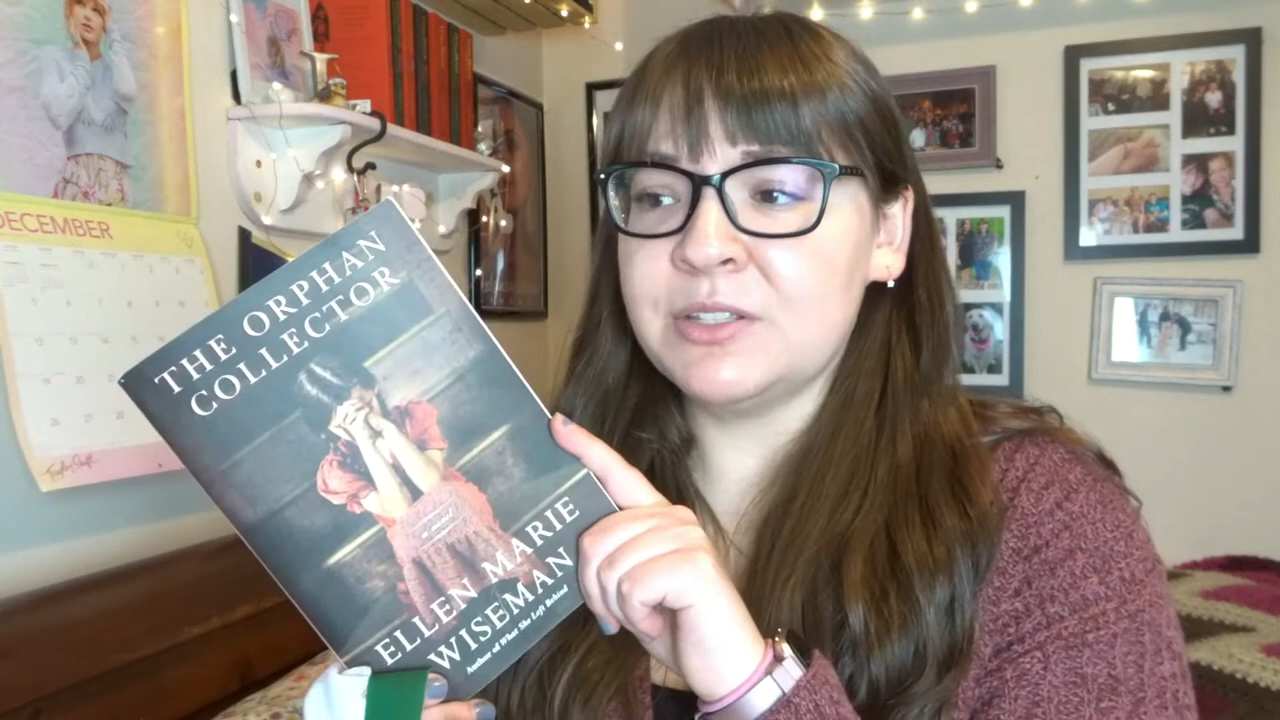 DECEMBER
THE ORPHAN
COLLECTOR
a novel
ELLEN MARIE
WISEMAN
Author of What She Left Behind